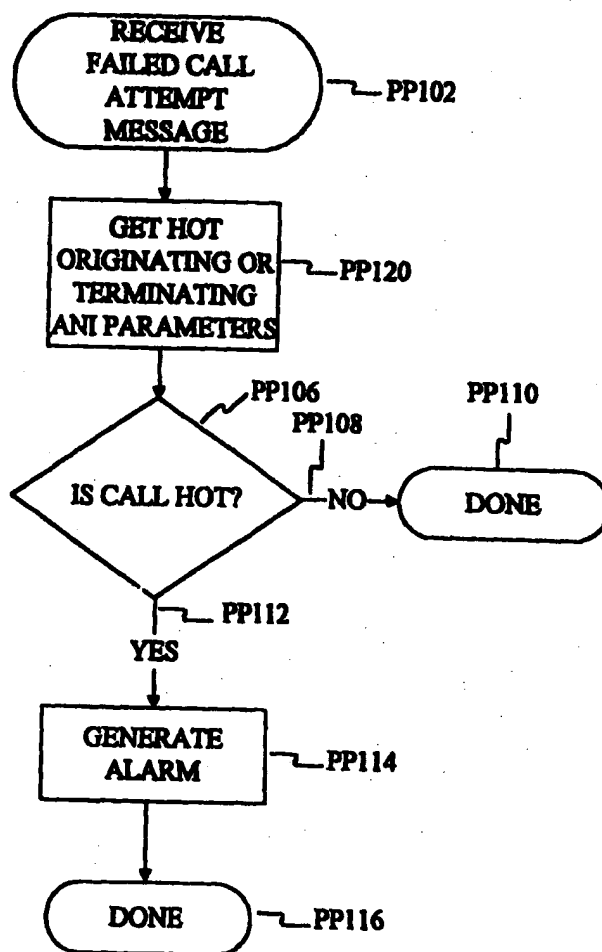 RECEIVE
FAILED CALL
ATTEMPT
MESSAGE
PP102
GET HOT
ORIGINATING OR
TERMINATING
ANI PARAMETERS
PP120
PP106
PP108
PP110
IS CALL HOT?
NO
DONE
PP112
YES
GENERATE
ALARM
PP114
DONE
PP116